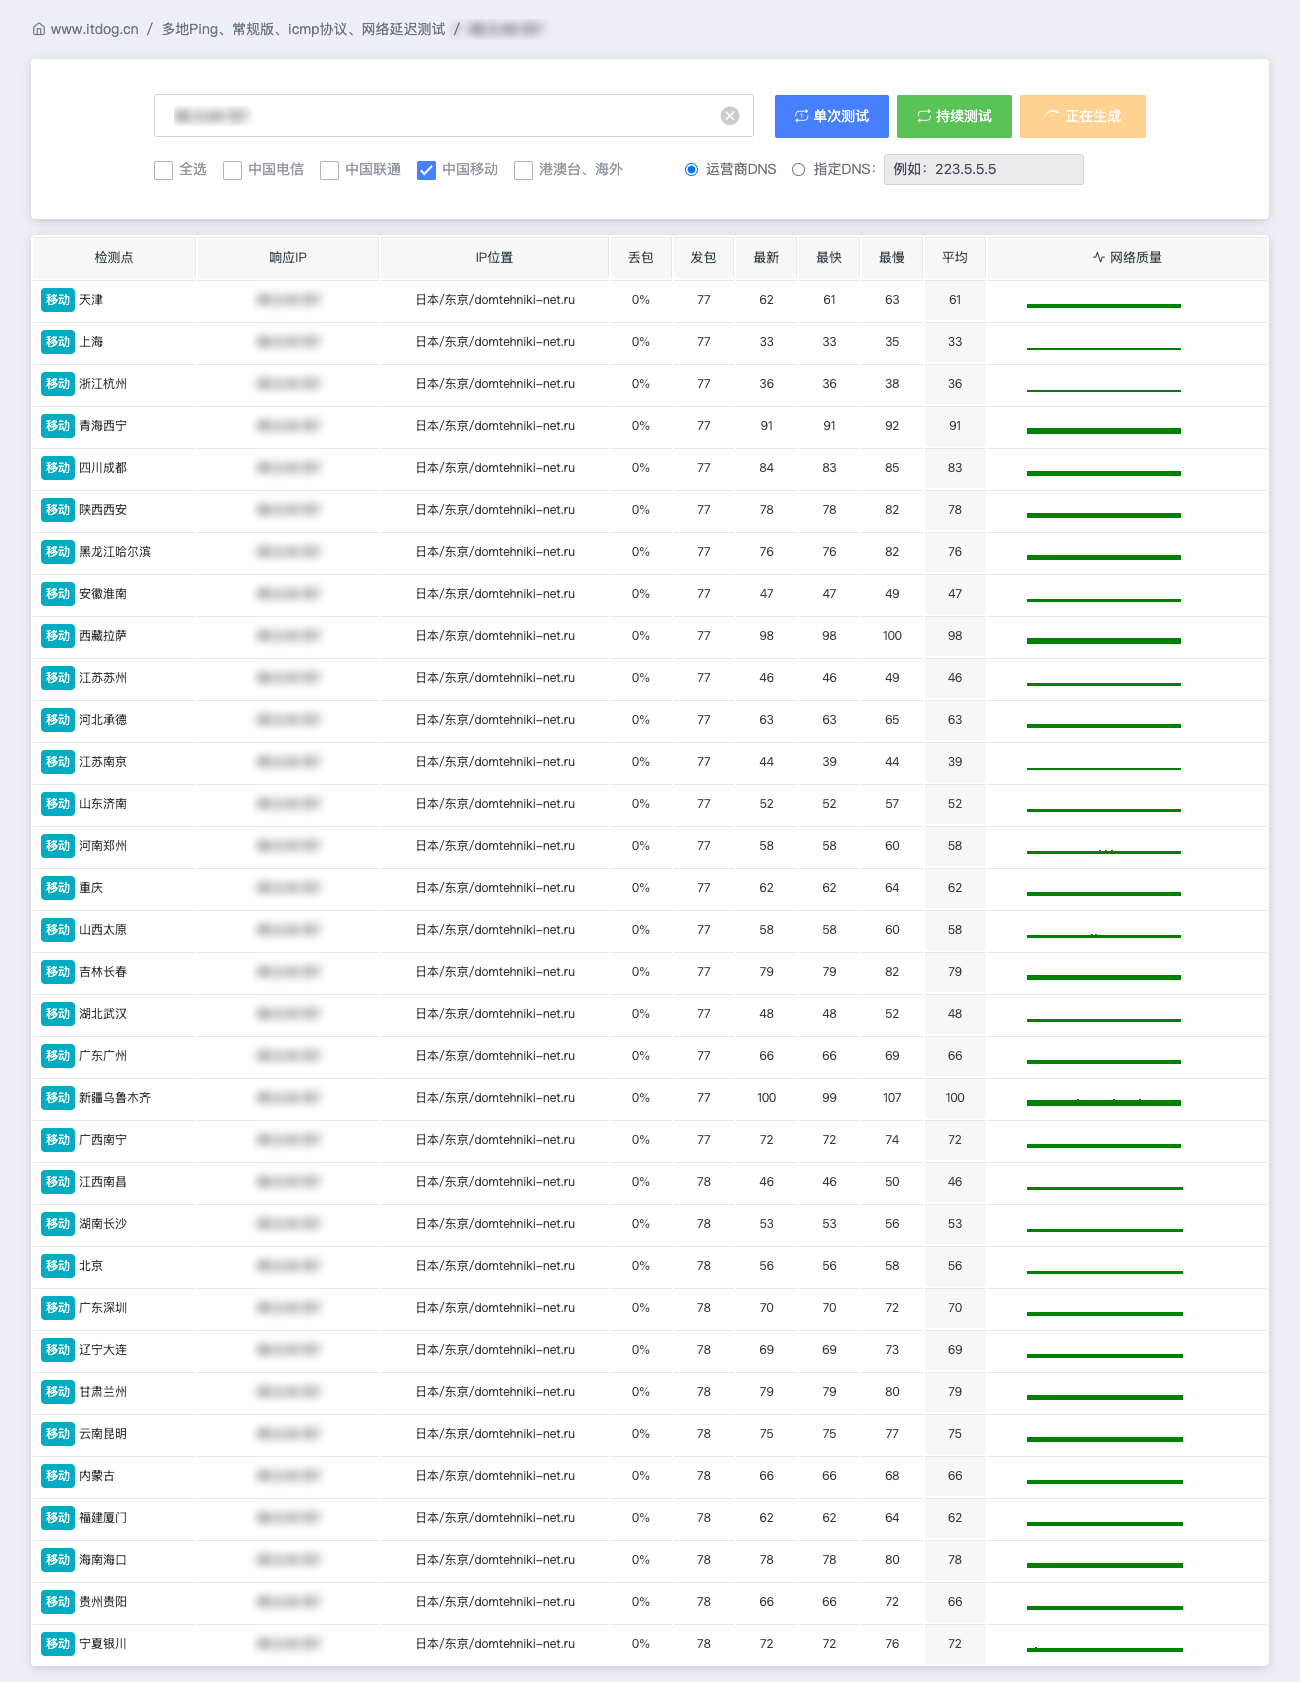 www.itdog.cn / 多地Ping、常规版、icmp协议、网络延迟测试 /
单次测试 持续测试 正在生成
全选 中国电信 中国联通 中国移动 港澳台、海外 运营商DNS 指定DNS： 例如：223.5.5.5
检测点 响应IP IP位置 丢包 发包 最新 最快 最慢 平均 网络质量
移动 天津 日本/东京/domtehniki-net.ru 0% 77 62 61 63 61
移动 上海 日本/东京/domtehniki-net.ru 0% 77 33 33 35 33
移动 浙江杭州 日本/东京/domtehniki-net.ru 0% 77 36 36 38 36
移动 青海西宁 日本/东京/domtehniki-net.ru 0% 77 91 91 92 91
移动 四川成都 日本/东京/domtehniki-net.ru 0% 77 84 83 85 83
移动 陕西西安 日本/东京/domtehniki-net.ru 0% 77 78 78 82 78
移动 黑龙江哈尔滨 日本/东京/domtehniki-net.ru 0% 77 76 76 82 76
移动 安徽淮南 日本/东京/domtehniki-net.ru 0% 77 47 47 49 47
移动 西藏拉萨 日本/东京/domtehniki-net.ru 0% 77 98 98 100 98
移动 江苏苏州 日本/东京/domtehniki-net.ru 0% 77 46 46 49 46
移动 河北承德 日本/东京/domtehniki-net.ru 0% 77 63 63 65 63
移动 江苏南京 日本/东京/domtehniki-net.ru 0% 77 44 39 44 39
移动 山东济南 日本/东京/domtehniki-net.ru 0% 77 52 52 57 52
移动 河南郑州 日本/东京/domtehniki-net.ru 0% 77 58 58 60 58
移动 重庆 日本/东京/domtehniki-net.ru 0% 77 62 62 64 62
移动 山西太原 日本/东京/domtehniki-net.ru 0% 77 58 58 60 58
移动 吉林长春 日本/东京/domtehniki-net.ru 0% 77 79 79 82 79
移动 湖北武汉 日本/东京/domtehniki-net.ru 0% 77 48 48 52 48
移动 广东广州 日本/东京/domtehniki-net.ru 0% 77 66 66 69 66
移动 新疆乌鲁木齐 日本/东京/domtehniki-net.ru 0% 77 100 99 107 100
移动 广西南宁 日本/东京/domtehniki-net.ru 0% 77 72 72 74 72
移动 江西南昌 日本/东京/domtehniki-net.ru 0% 78 46 46 50 46
移动 湖南长沙 日本/东京/domtehniki-net.ru 0% 78 53 53 56 53
移动 北京 日本/东京/domtehniki-net.ru 0% 78 56 56 58 56
移动 广东深圳 日本/东京/domtehniki-net.ru 0% 78 70 70 72 70
移动 辽宁大连 日本/东京/domtehniki-net.ru 0% 78 69 69 73 69
移动 甘肃兰州 日本/东京/domtehniki-net.ru 0% 78 79 79 80 79
移动 云南昆明 日本/东京/domtehniki-net.ru 0% 78 75 75 77 75
移动 内蒙古 日本/东京/domtehniki-net.ru 0% 78 66 66 68 66
移动 福建厦门 日本/东京/domtehniki-net.ru 0% 78 62 62 64 62
移动 海南海口 日本/东京/domtehniki-net.ru 0% 78 78 78 80 78
移动 贵州贵阳 日本/东京/domtehniki-net.ru 0% 78 66 66 72 66
移动 宁夏银川 日本/东京/domtehniki-net.ru 0% 78 72 72 76 72